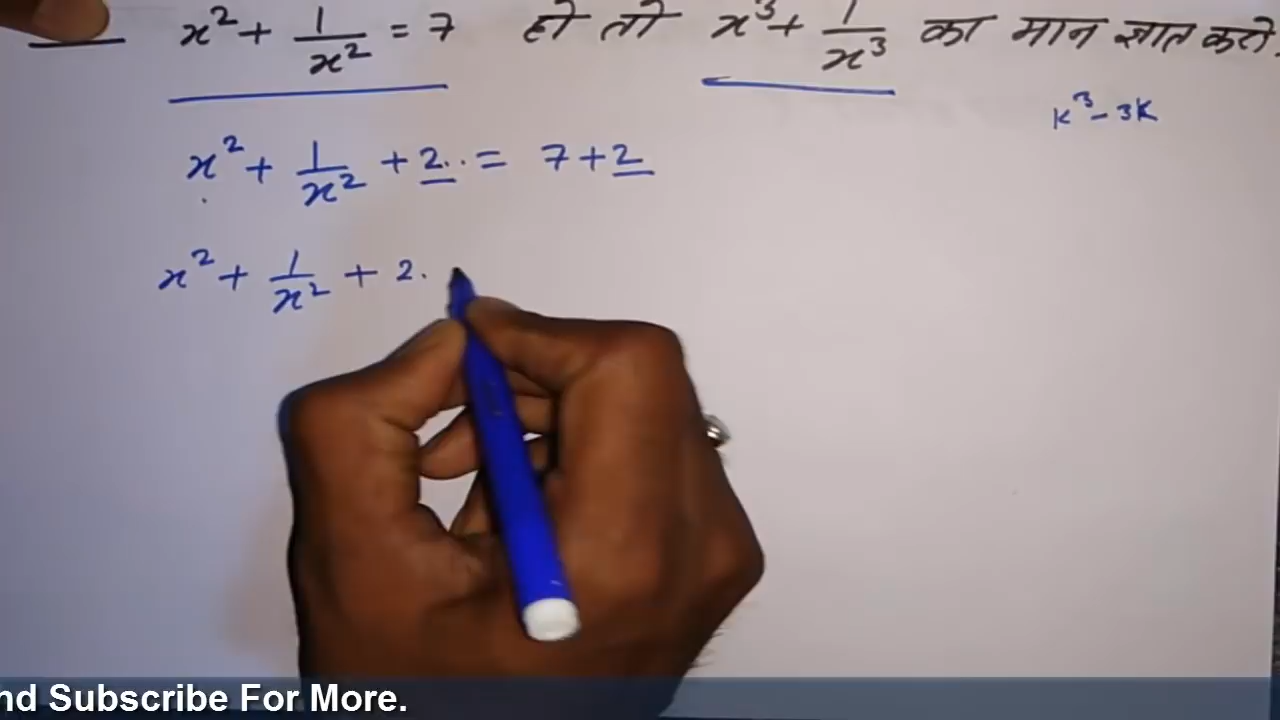 x² + 1/x² = 7 हो तो x³ + 1/x³ का मान ज्ञात करो.
k³ - 3k
x² + 1/x² + 2.. = 7 + 2
x² + 1/x² + 2.
nd Subscribe For More.